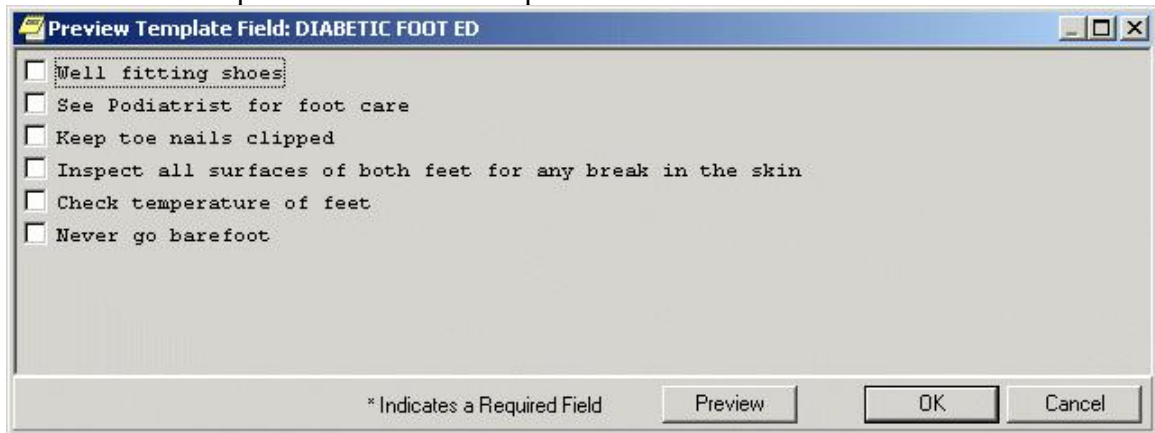 Preview Template Field: DIABETIC FOOT ED
Well fitting shoes
See Podiatrist for foot care
Keep toe nails clipped
Inspect all surfaces of both feet for any break in the skin
Check temperature of feet
Never go barefoot
* Indicates a Required Field Preview OK Cancel